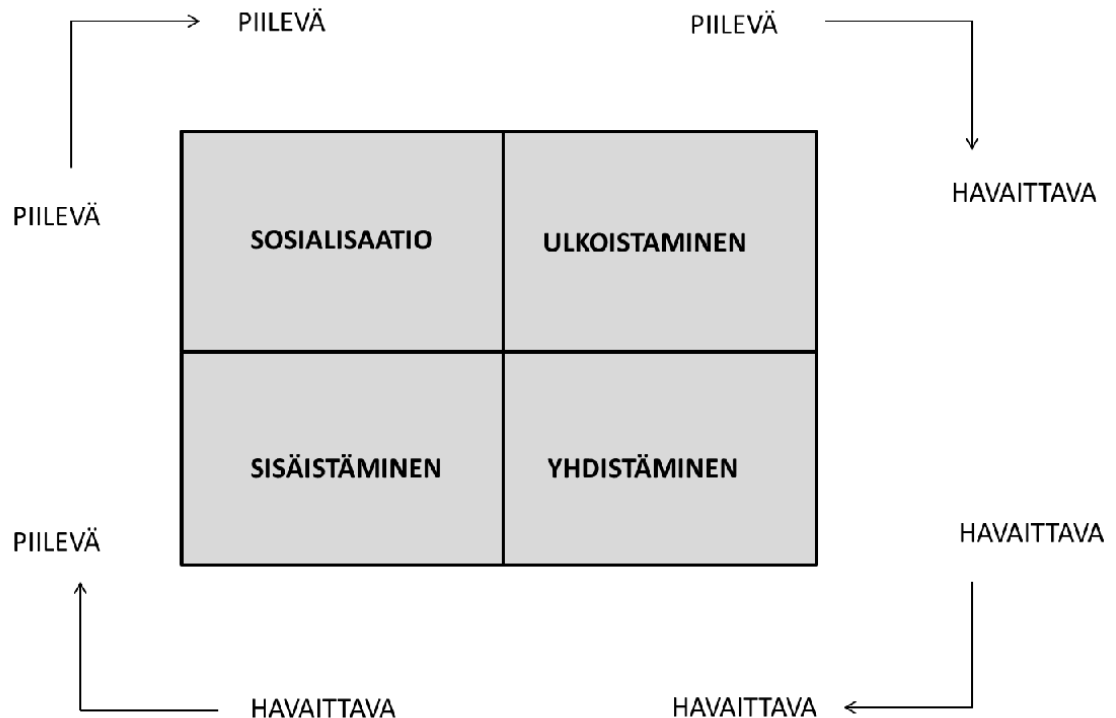 PIILEVÄ
PIILEVÄ
HAVAITTAVA
PIILEVÄ
SOSIALISAATIO
ULKOISTAMINEN
SISÄISTÄMINEN
YHDISTÄMINEN
PIILEVÄ
HAVAITTAVA
HAVAITTAVA
HAVAITTAVA